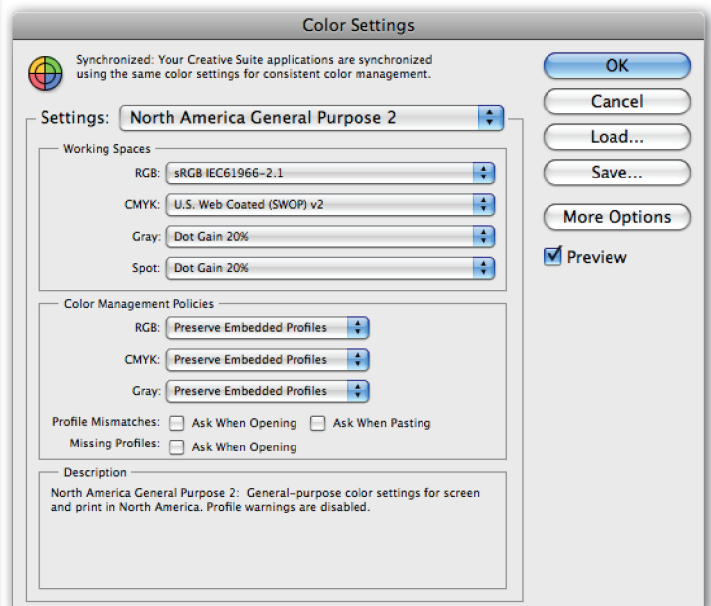 Color Settings
Synchronized: Your Creative Suite applications are synchronized
using the same color settings for consistent color management.
Settings: North America General Purpose 2
Working Spaces
RGB: sRGB IEC61966-2.1
CMYK: U.S. Web Coated (SWOP) v2
Gray: Dot Gain 20%
Spot: Dot Gain 20%
Color Management Policies
RGB: Preserve Embedded Profiles
CMYK: Preserve Embedded Profiles
Gray: Preserve Embedded Profiles
Profile Mismatches: Ask When Opening Ask When Pasting
Missing Profiles: Ask When Opening
Description
North America General Purpose 2: General-purpose color settings for screen
and print in North America. Profile warnings are disabled.
OK
Cancel
Load...
Save...
More Options
Preview